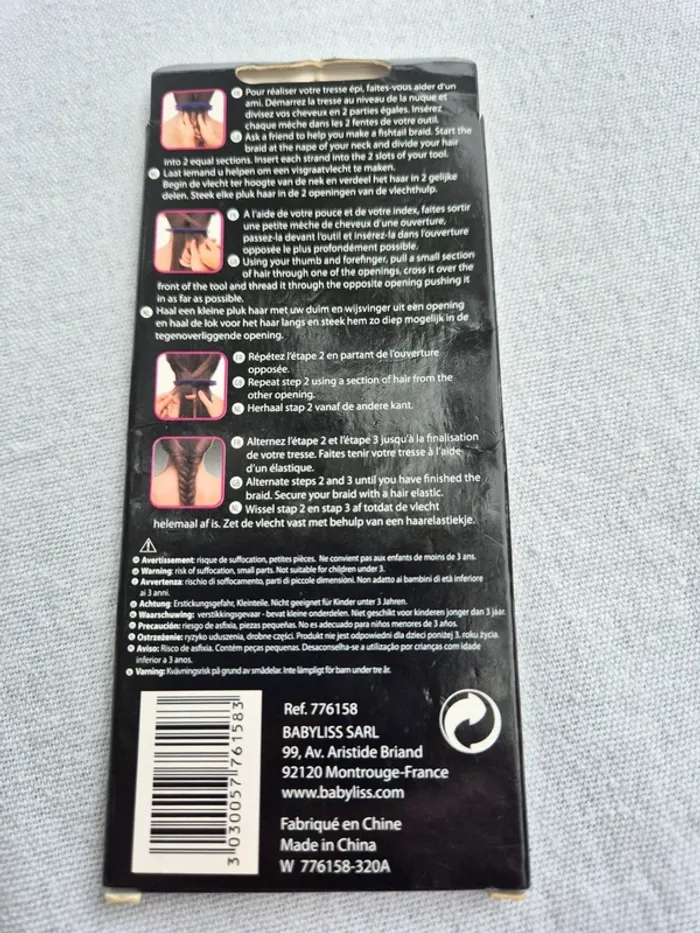 FR Pour réaliser votre tresse épi, faites-vous aider d'un
ami. Démarrez la tresse au niveau de la nuque et
divisez vos cheveux en 2 parties égales. Insérez
chaque mèche dans les 2 fentes de votre outil.
GB Ask a friend to help you make a fishtail braid. Start the
braid at the nape of your neck and divide your hair
into 2 equal sections. Insert each strand into the 2 slots of your tool.
NL Laat iemand u helpen om een visgraatvlecht te maken.
Begin de vlecht ter hoogte van de nek en verdeel het haar in 2 gelijke
delen. Steek elke pluk haar in de 2 openingen van de vlechthulp.
FR A l'aide de votre pouce et de votre index, faites sortir
une petite mèche de cheveux d'une ouverture,
passez-la devant l'outil et insérez-la dans l'ouverture
opposée le plus profondément possible.
GB Using your thumb and forefinger, pull a small section
of hair through one of the openings, cross it over the
front of the tool and thread it through the opposite opening pushing it
in as far as possible.
NL Haal een kleine pluk haar met uw duim en wijsvinger uit een opening
en haal de lok voor het haar langs en steek hem zo diep mogelijk in de
tegenoverliggende opening.
FR Répétez l'étape 2 en partant de l'ouverture
opposée.
GB Repeat step 2 using a section of hair from the
other opening.
NL Herhaal stap 2 vanaf de andere kant.
FR Alternez l'étape 2 et l'étape 3 jusqu'à la finalisation
de votre tresse. Faites tenir votre tresse à l'aide
d'un élastique.
GB Alternate steps 2 and 3 until you have finished the
braid. Secure your braid with a hair elastic.
NL Wissel stap 2 en stap 3 af totdat de vlecht
helemaal af is. Zet de vlecht vast met behulp van een haarelastiekje.
Avertissement: risque de suffocation, petites pièces. Ne convient pas aux enfants de moins de 3 ans.
Warning: risk of suffocation, small parts. Not suitable for children under 3.
Avvertenza: rischio di soffocamento, parti di piccole dimensioni. Non adatto ai bambini di età inferiore
ai 3 anni.
Achtung: Erstickungsgefahr, Kleinteile. Nicht geeignet für Kinder unter 3 Jahren.
Waarschuwing: verstikkingsgevaar - bevat kleine onderdelen. Niet geschikt voor kinderen jonger dan 3 jaar.
Precaución: riesgo de asfixia, piezas pequeñas. No es adecuado para niños menores de 3 años.
Ostrzeżenie: ryzyko uduszenia, drobne części. Produkt nie jest odpowiedni dla dzieci poniżej 3. roku życia.
Aviso: Risco de asfixia. Contém peças pequenas. Desaconselha-se a utilização por crianças com idade
inferior a 3 anos.
Varning: Kvävningsrisk på grund av smådelar. Inte lämpligt för barn under tre år.
Ref. 776158
BABYLISS SARL
99, Av. Aristide Briand
92120 Montrouge-France
www.babyliss.com
Fabriqué en Chine
Made in China
W 776158-320A
3 030057 761583